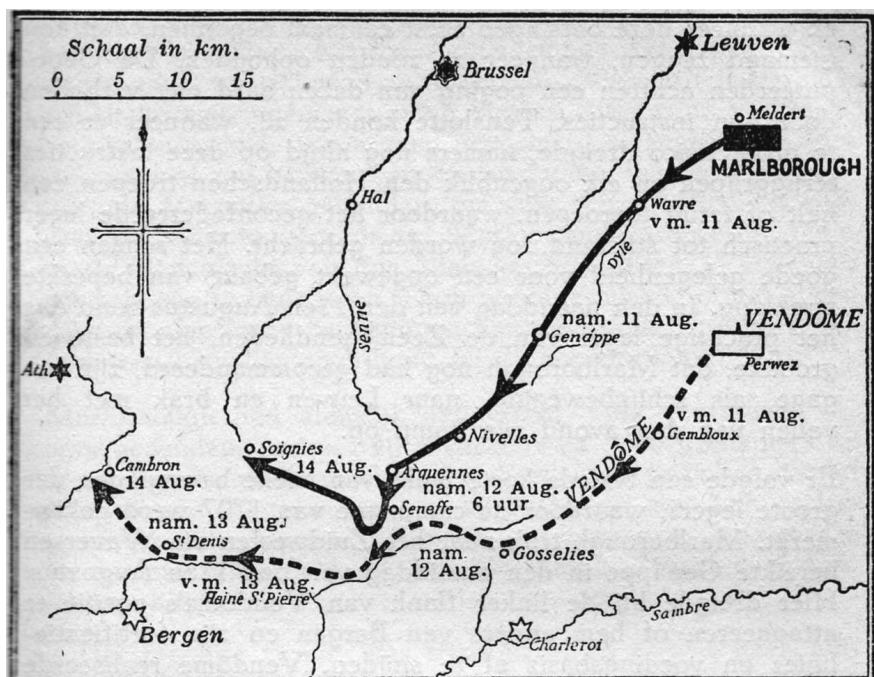 Schaal in km.
0 5 10 15
Leuven
Brussel
Meldert
MARLBOROUGH
Hal
Wavre
v m. 11 Aug.
Dyle
Senne
nam. 11 Aug.
Genappe
VENDÔME
Perwez
Ath
v m. 11 Aug.
Gembloux
Nivelles
VENDÔME
Soignies
14 Aug.
Arquennes
nam. 12 Aug.
6 uur
Seneffe
Cambron
14 Aug.
nam. 13 Aug.
St Denis
Gosselies
nam.
12 Aug.
v. m. 13 Aug.
Haine St Pierre
Sambre
Bergen
Charleroi